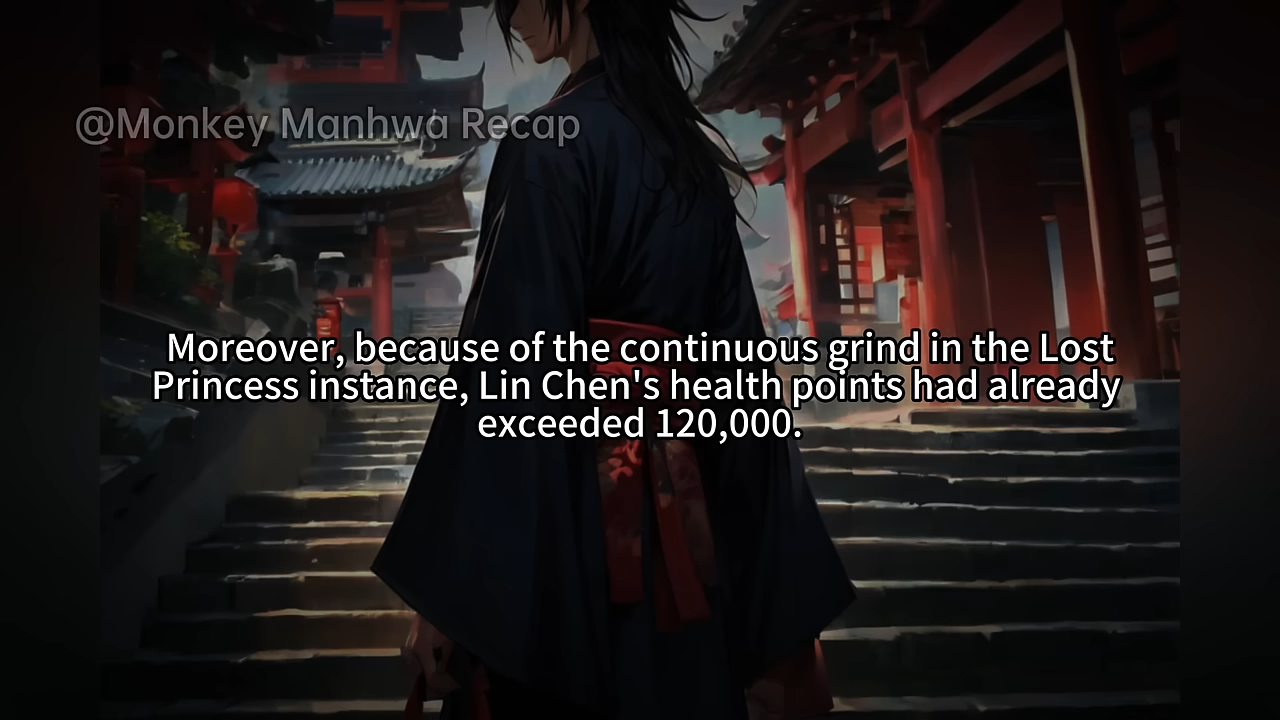 @Monkey Manhwa Recap
Moreover, because of the continuous grind in the Lost
Princess instance, Lin Chen's health points had already
exceeded 120,000.